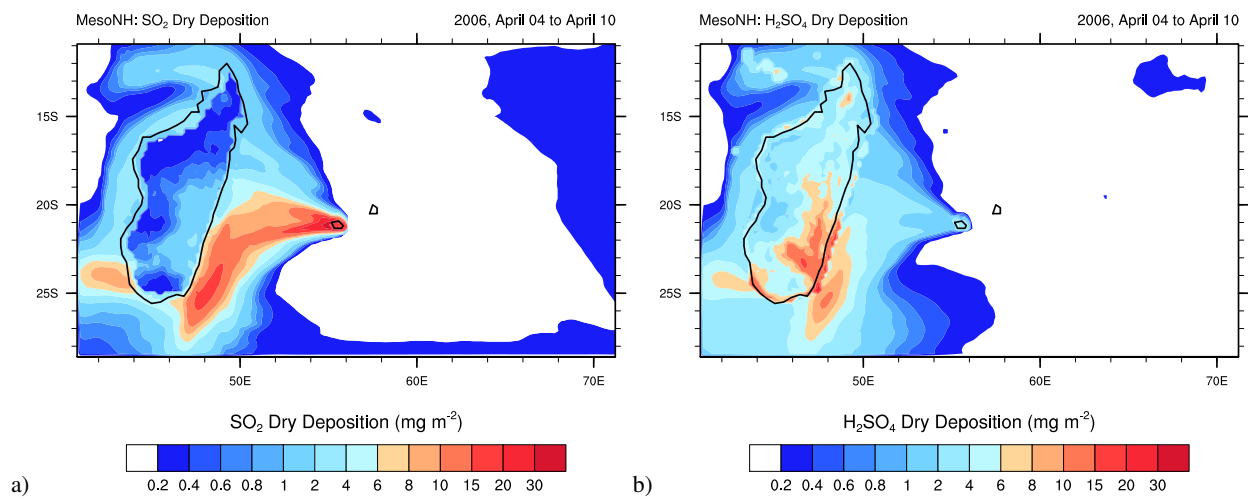 MesoNH: SO₂ Dry Deposition 2006, April 04 to April 10
15S
20S
25S
50E 60E 70E
SO₂ Dry Deposition (mg m⁻²)
0.2 0.4 0.6 0.8 1 2 4 6 8 10 15 20 30
a)
MesoNH: H₂SO₄ Dry Deposition 2006, April 04 to April 10
15S
20S
25S
50E 60E 70E
H₂SO₄ Dry Deposition (mg m⁻²)
0.2 0.4 0.6 0.8 1 2 4 6 8 10 15 20 30
b)